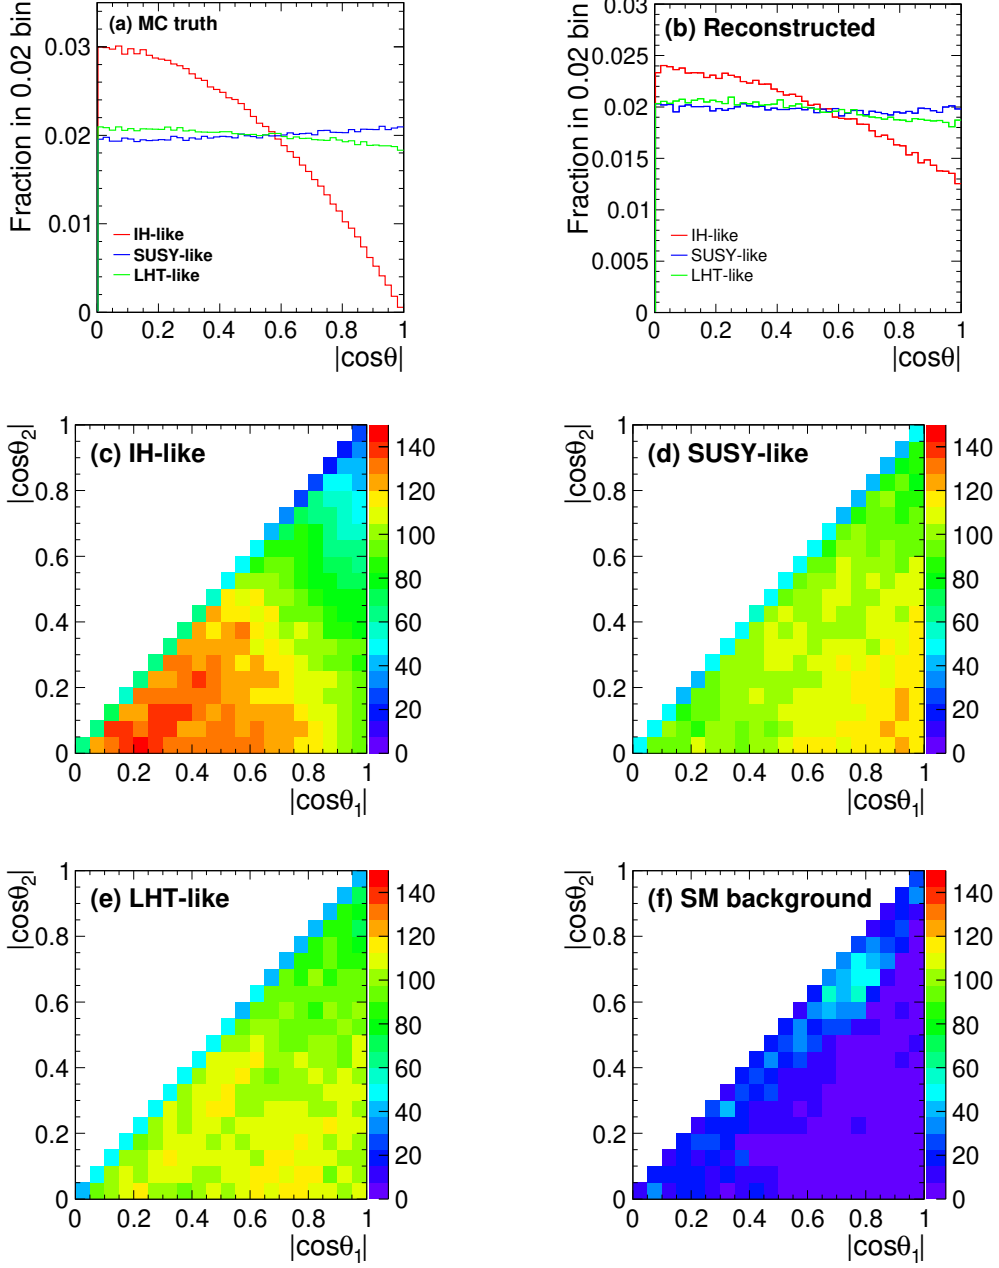 (a) MC truth
Fraction in 0.02 bin
0.03
0.02
0.01
0
IH-like
SUSY-like
LHT-like
0 0.2 0.4 0.6 0.8 1
|cosθ|
(b) Reconstructed
Fraction in 0.02 bin
0.03
0.025
0.02
0.015
0.01
0.005
0
IH-like
SUSY-like
LHT-like
0 0.2 0.4 0.6 0.8 1
|cosθ|
(c) IH-like
|cosθ₂|
1
0.8
0.6
0.4
0.2
0
0 0.2 0.4 0.6 0.8 1
|cosθ₁|
140
120
100
80
60
40
20
0
(d) SUSY-like
|cosθ₂|
1
0.8
0.6
0.4
0.2
0
0 0.2 0.4 0.6 0.8 1
|cosθ₁|
140
120
100
80
60
40
20
0
(e) LHT-like
|cosθ₂|
1
0.8
0.6
0.4
0.2
0
0 0.2 0.4 0.6 0.8 1
|cosθ₁|
140
120
100
80
60
40
20
0
(f) SM background
|cosθ₂|
1
0.8
0.6
0.4
0.2
0
0 0.2 0.4 0.6 0.8 1
|cosθ₁|
140
120
100
80
60
40
20
0